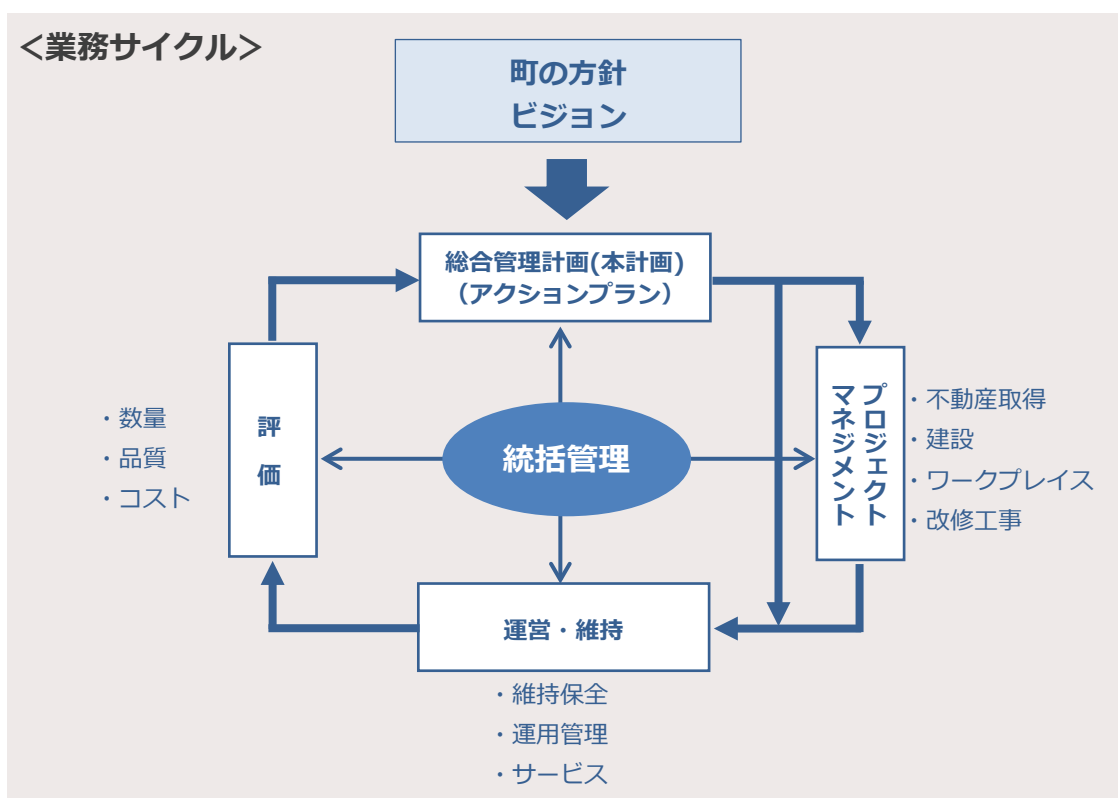 ＜業務サイクル＞
町の方針
ビジョン
総合管理計画(本計画)
（アクションプラン）
評
価
・数量
・品質
・コスト
統括管理
プロジェクト
マネジメント
・不動産取得
・建設
・ワークプレイス
・改修工事
運営・維持
・維持保全
・運用管理
・サービス